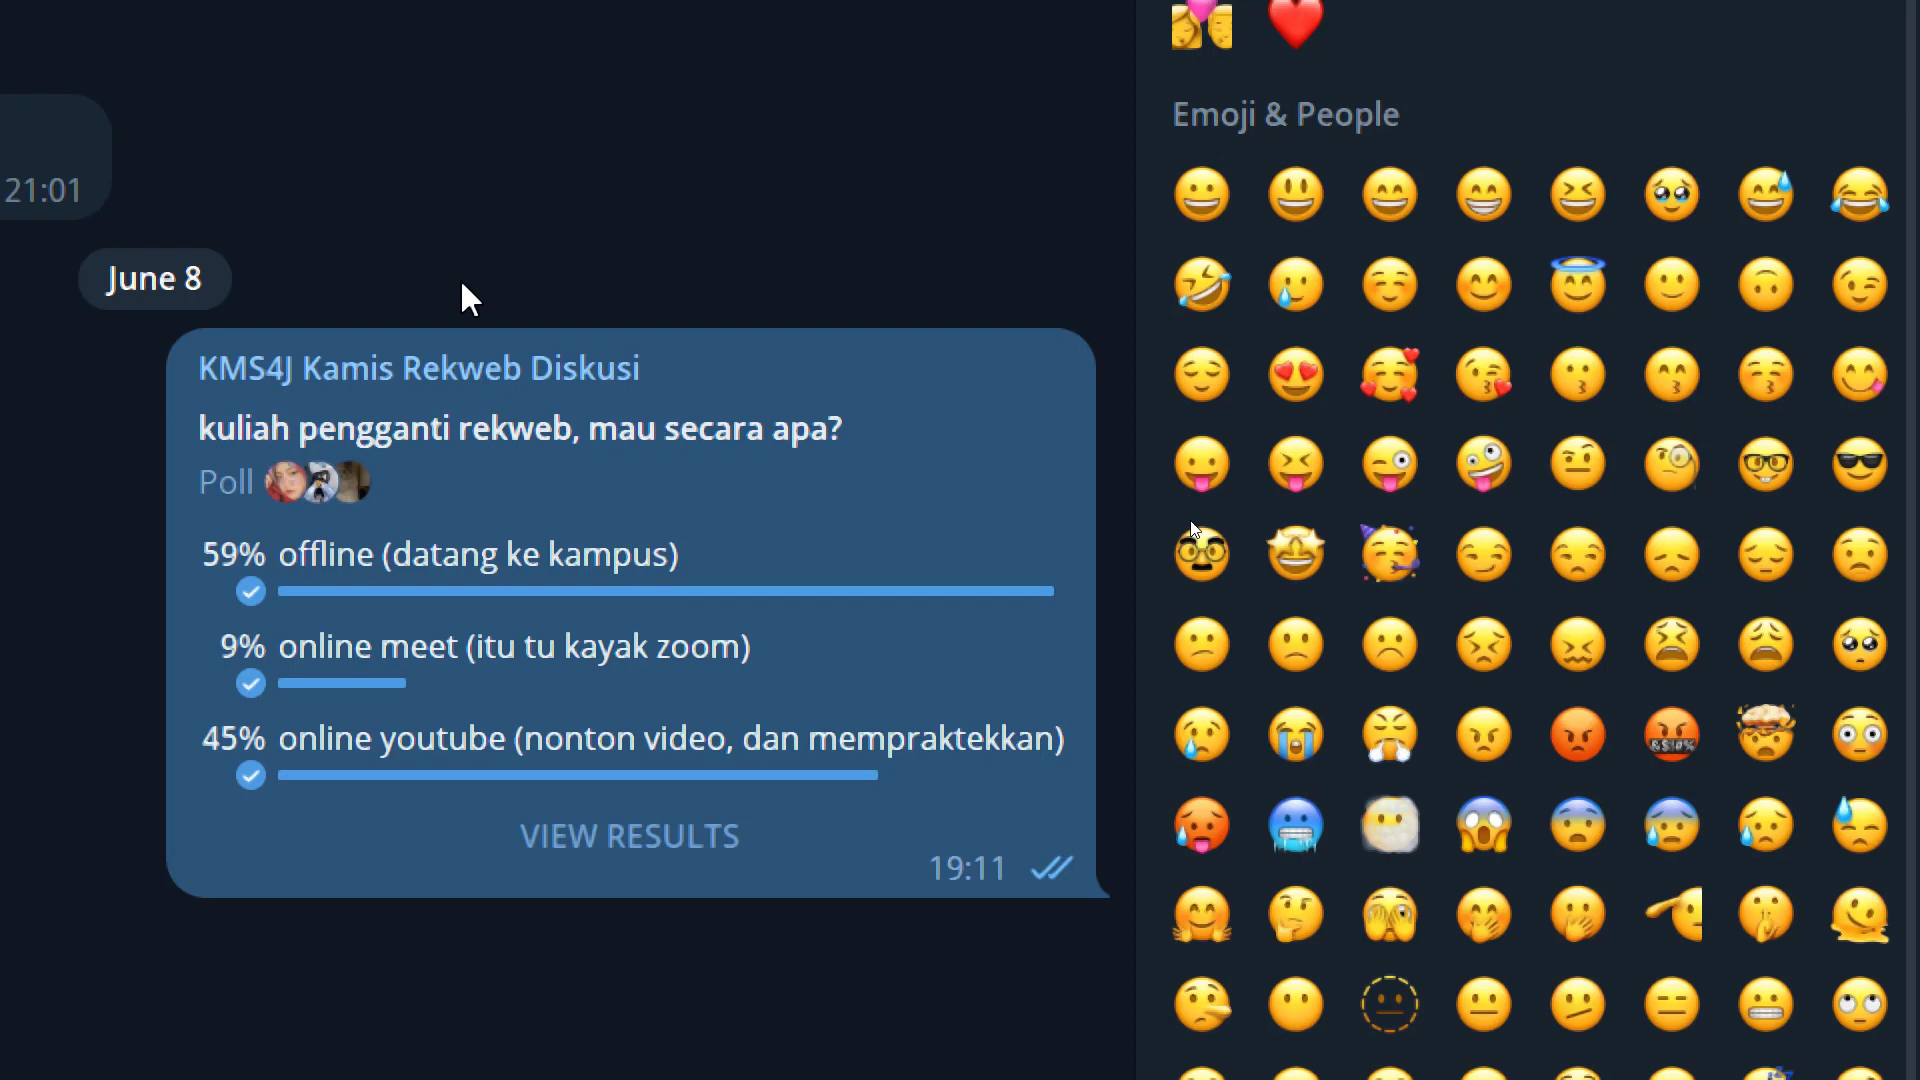 Emoji & People
21:01
June 8
KMS4J Kamis Rekweb Diskusi
kuliah pengganti rekweb, mau secara apa?
Poll
59% offline (datang ke kampus)
9% online meet (itu tu kayak zoom)
45% online youtube (nonton video, dan mempraktekkan)
VIEW RESULTS
19:11